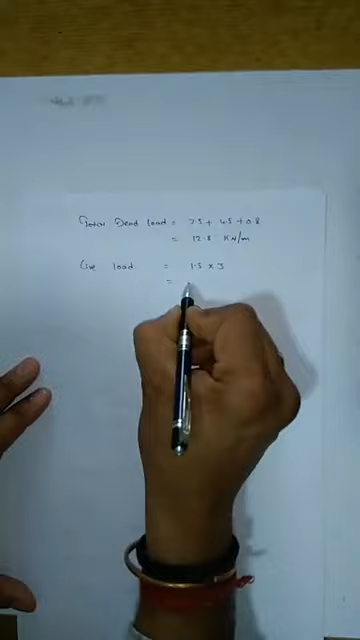 Total Dead load = 7.5 + 4.5 + 0.8
= 12.8 KN/m
Live load = 1.5 × 3
=